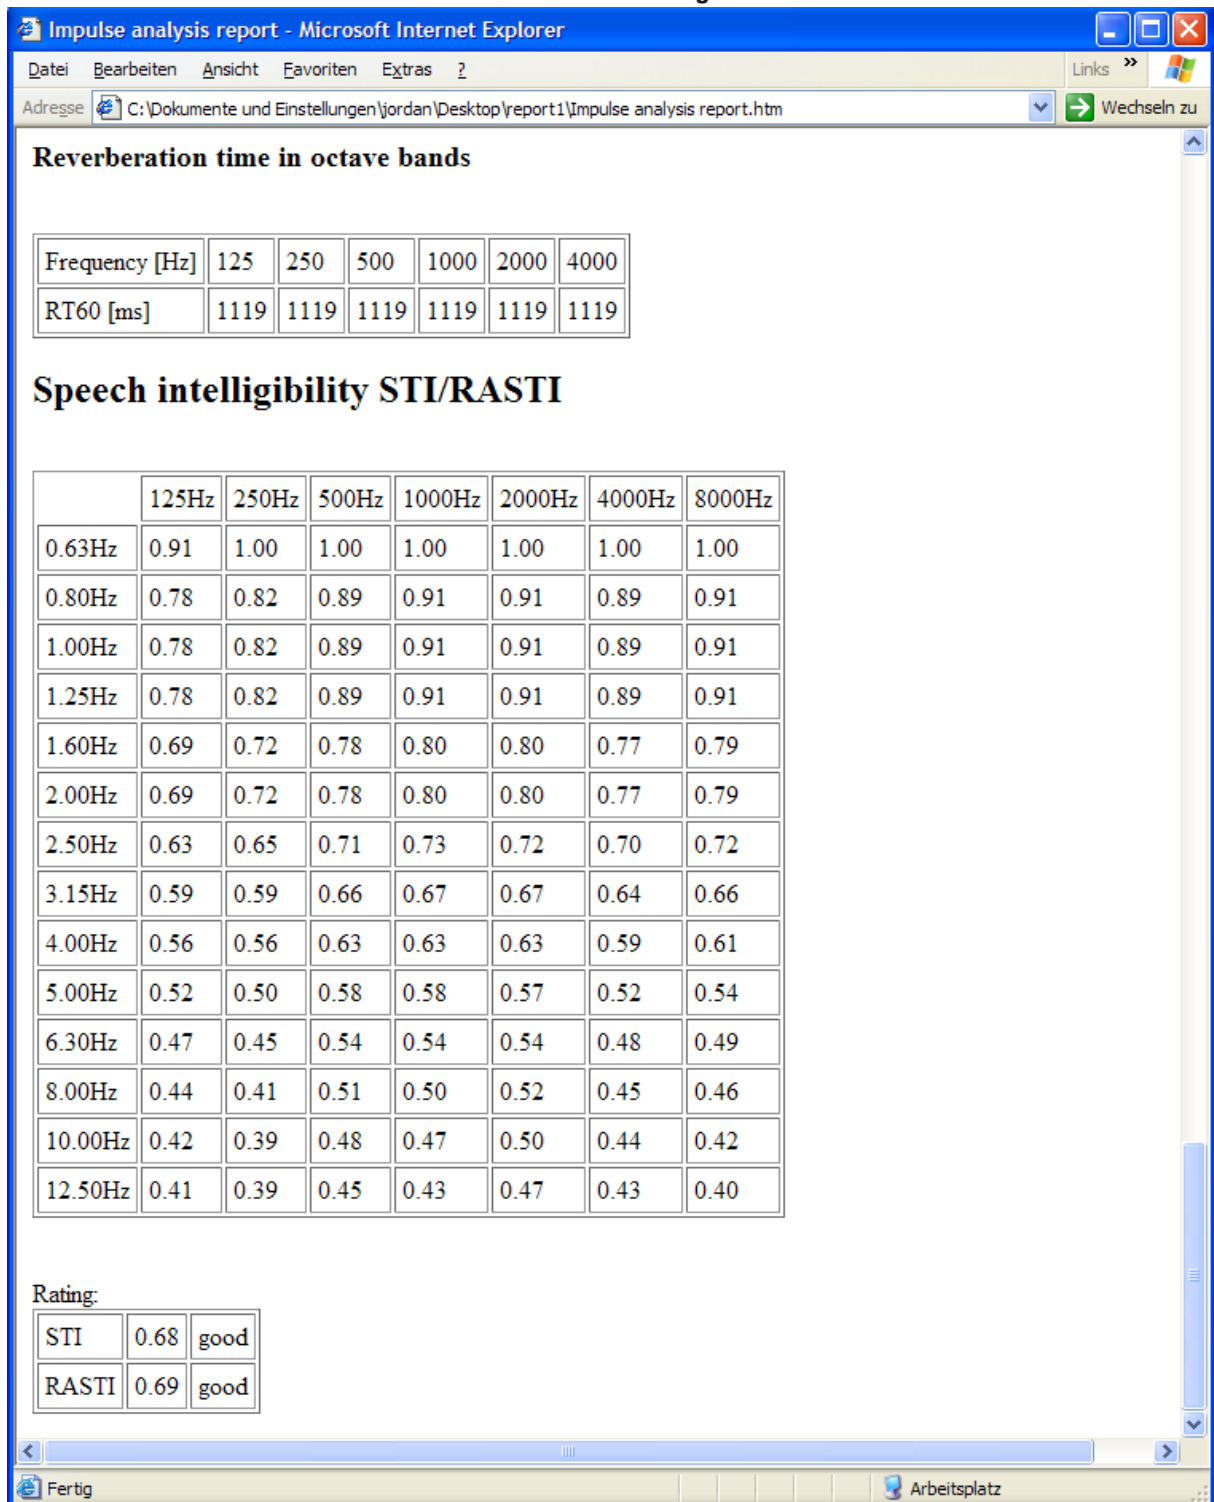 Impulse analysis report - Microsoft Internet Explorer
Datei Bearbeiten Ansicht Favoriten Extras ? Links »
Adresse C:\Dokumente und Einstellungen\jordan\Desktop\report1\Impulse analysis report.htm Wechseln zu
Reverberation time in octave bands
Frequency [Hz] 125 250 500 1000 2000 4000
RT60 [ms] 1119 1119 1119 1119 1119 1119
Speech intelligibility STI/RASTI
125Hz 250Hz 500Hz 1000Hz 2000Hz 4000Hz 8000Hz
0.63Hz 0.91 1.00 1.00 1.00 1.00 1.00 1.00
0.80Hz 0.78 0.82 0.89 0.91 0.91 0.89 0.91
1.00Hz 0.78 0.82 0.89 0.91 0.91 0.89 0.91
1.25Hz 0.78 0.82 0.89 0.91 0.91 0.89 0.91
1.60Hz 0.69 0.72 0.78 0.80 0.80 0.77 0.79
2.00Hz 0.69 0.72 0.78 0.80 0.80 0.77 0.79
2.50Hz 0.63 0.65 0.71 0.73 0.72 0.70 0.72
3.15Hz 0.59 0.59 0.66 0.67 0.67 0.64 0.66
4.00Hz 0.56 0.56 0.63 0.63 0.63 0.59 0.61
5.00Hz 0.52 0.50 0.58 0.58 0.57 0.52 0.54
6.30Hz 0.47 0.45 0.54 0.54 0.54 0.48 0.49
8.00Hz 0.44 0.41 0.51 0.50 0.52 0.45 0.46
10.00Hz 0.42 0.39 0.48 0.47 0.50 0.44 0.42
12.50Hz 0.41 0.39 0.45 0.43 0.47 0.43 0.40
Rating:
STI 0.68 good
RASTI 0.69 good
Fertig Arbeitsplatz